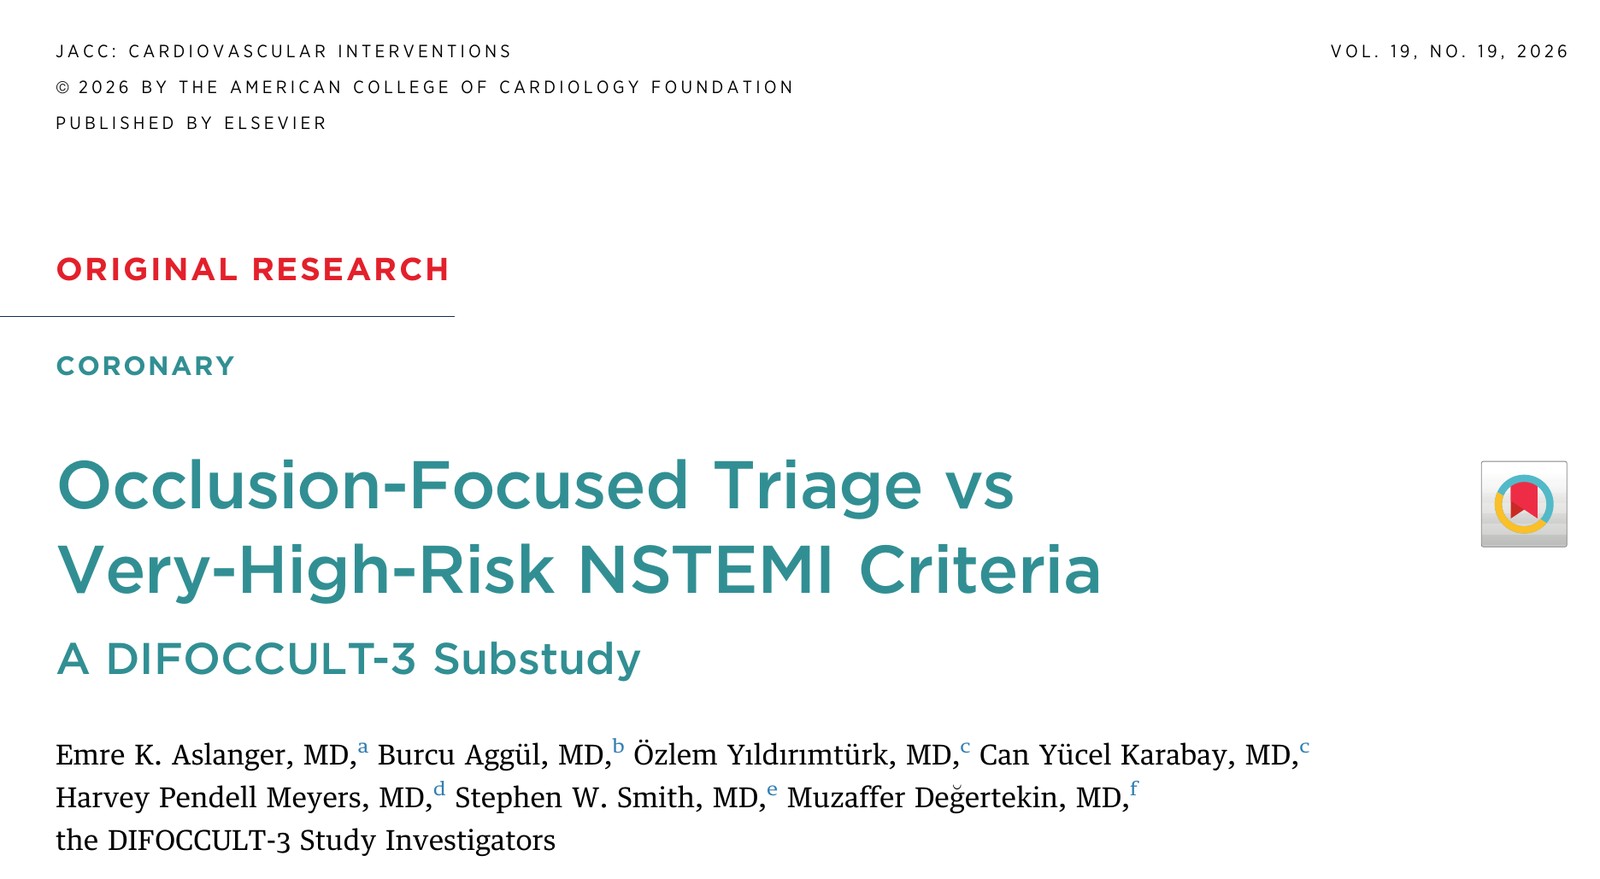 JACC: CARDIOVASCULAR INTERVENTIONS
VOL. 19, NO. 19, 2026
© 2026 BY THE AMERICAN COLLEGE OF CARDIOLOGY FOUNDATION
PUBLISHED BY ELSEVIER
ORIGINAL RESEARCH
CORONARY
Occlusion-Focused Triage vs
Very-High-Risk NSTEMI Criteria
A DIFOCCULT-3 Substudy
Emre K. Aslanger, MD,a Burcu Aggül, MD,b Özlem Yıldırımtürk, MD,c Can Yücel Karabay, MD,c
Harvey Pendell Meyers, MD,d Stephen W. Smith, MD,e Muzaffer Değertekin, MD,f
the DIFOCCULT-3 Study Investigators